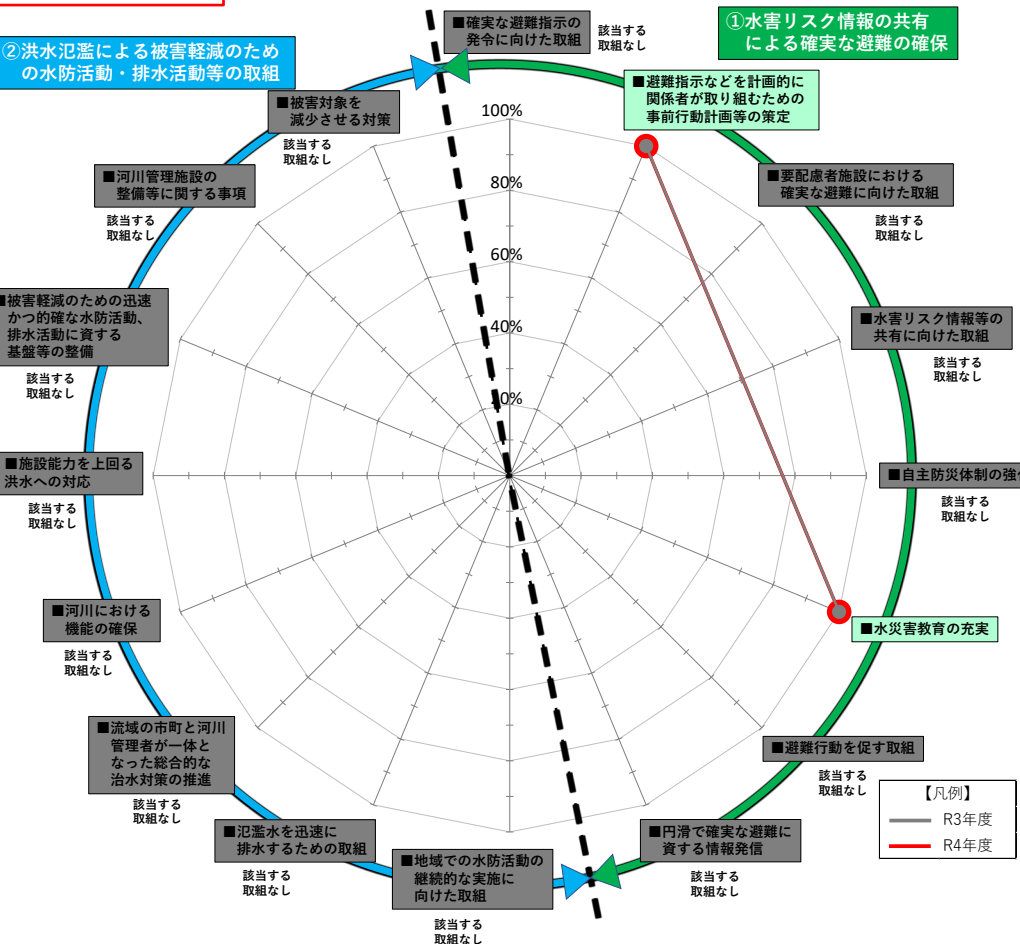 ■確実な避難指示の
発令に向けた取組
該当する
取組なし
①水害リスク情報の共有
による確実な避難の確保
②洪水氾濫による被害軽減のため
の水防活動・排水活動等の取組
■避難指示などを計画的に
関係者が取り組むための
事前行動計画等の策定
■被害対象を
減少させる対策
該当する
取組なし
100%
80%
60%
40%
20%
■河川管理施設の
整備等に関する事項
該当する
取組なし
■要配慮者施設における
確実な避難に向けた取組
該当する
取組なし
■被害軽減のための迅速
かつ的確な水防活動、
排水活動に資する
基盤等の整備
該当する
取組なし
■水害リスク情報等の
共有に向けた取組
該当する
取組なし
■施設能力を上回る
洪水への対応
該当する
取組なし
■自主防災体制の強
該当する
取組なし
■河川における
機能の確保
該当する
取組なし
■水災害教育の充実
■流域の市町と河川
管理者が一体と
なった総合的な
治水対策の推進
該当する
取組なし
■避難行動を促す取組
該当する
取組なし
■氾濫水を迅速に
排水するための取組
該当する
取組なし
■地域での水防活動の
継続的な実施に
向けた取組
該当する
取組なし
■円滑で確実な避難に
資する情報発信
該当する
取組なし
【凡例】
R3年度
R4年度